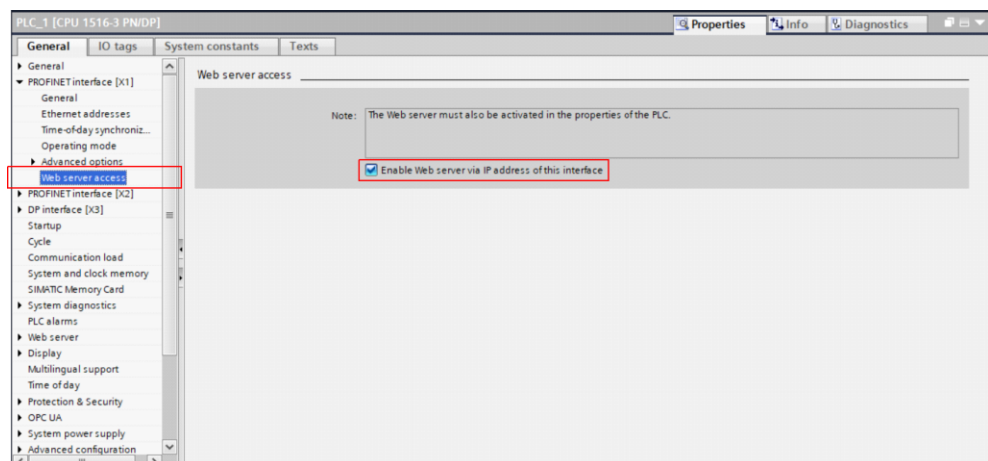 PLC_1 [CPU 1516-3 PN/DP]
Properties
Info
Diagnostics
General
IO tags
System constants
Texts
General
PROFINET interface [X1]
General
Ethernet addresses
Time-of-day synchroniz...
Operating mode
Advanced options
Web server access
PROFINET interface [X2]
DP interface [X3]
Startup
Cycle
Communication load
System and clock memory
SIMATIC Memory Card
System diagnostics
PLC alarms
Web server
Display
Multilingual support
Time of day
Protection & Security
OPC UA
System power supply
Advanced configuration
Web server access
Note: The Web server must also be activated in the properties of the PLC.
Enable Web server via IP address of this interface